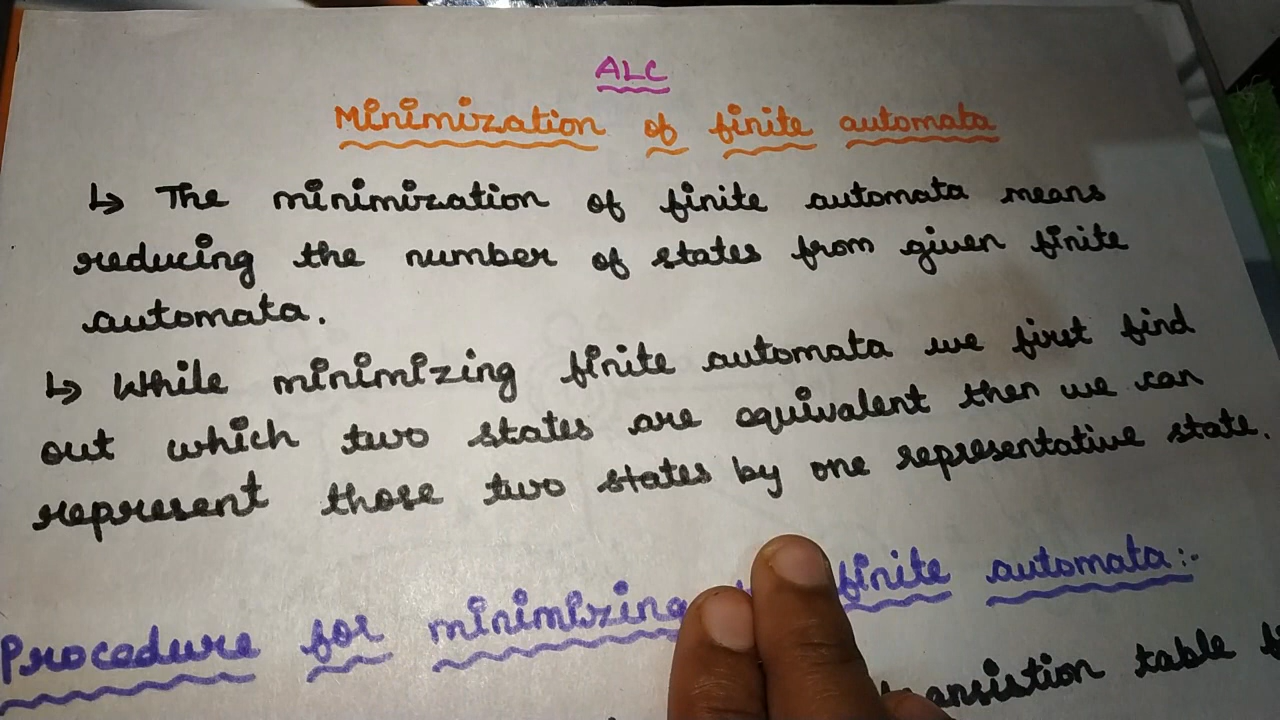 ALC
Minimization of finite automata
↳ The minimization of finite automata means
reducing the number of states from given finite
automata.
↳ While minimizing finite automata we first find
out which two states are equivalent then we can
represent those two states by one representative state.
Procedure for minimizing finite automata:-
table